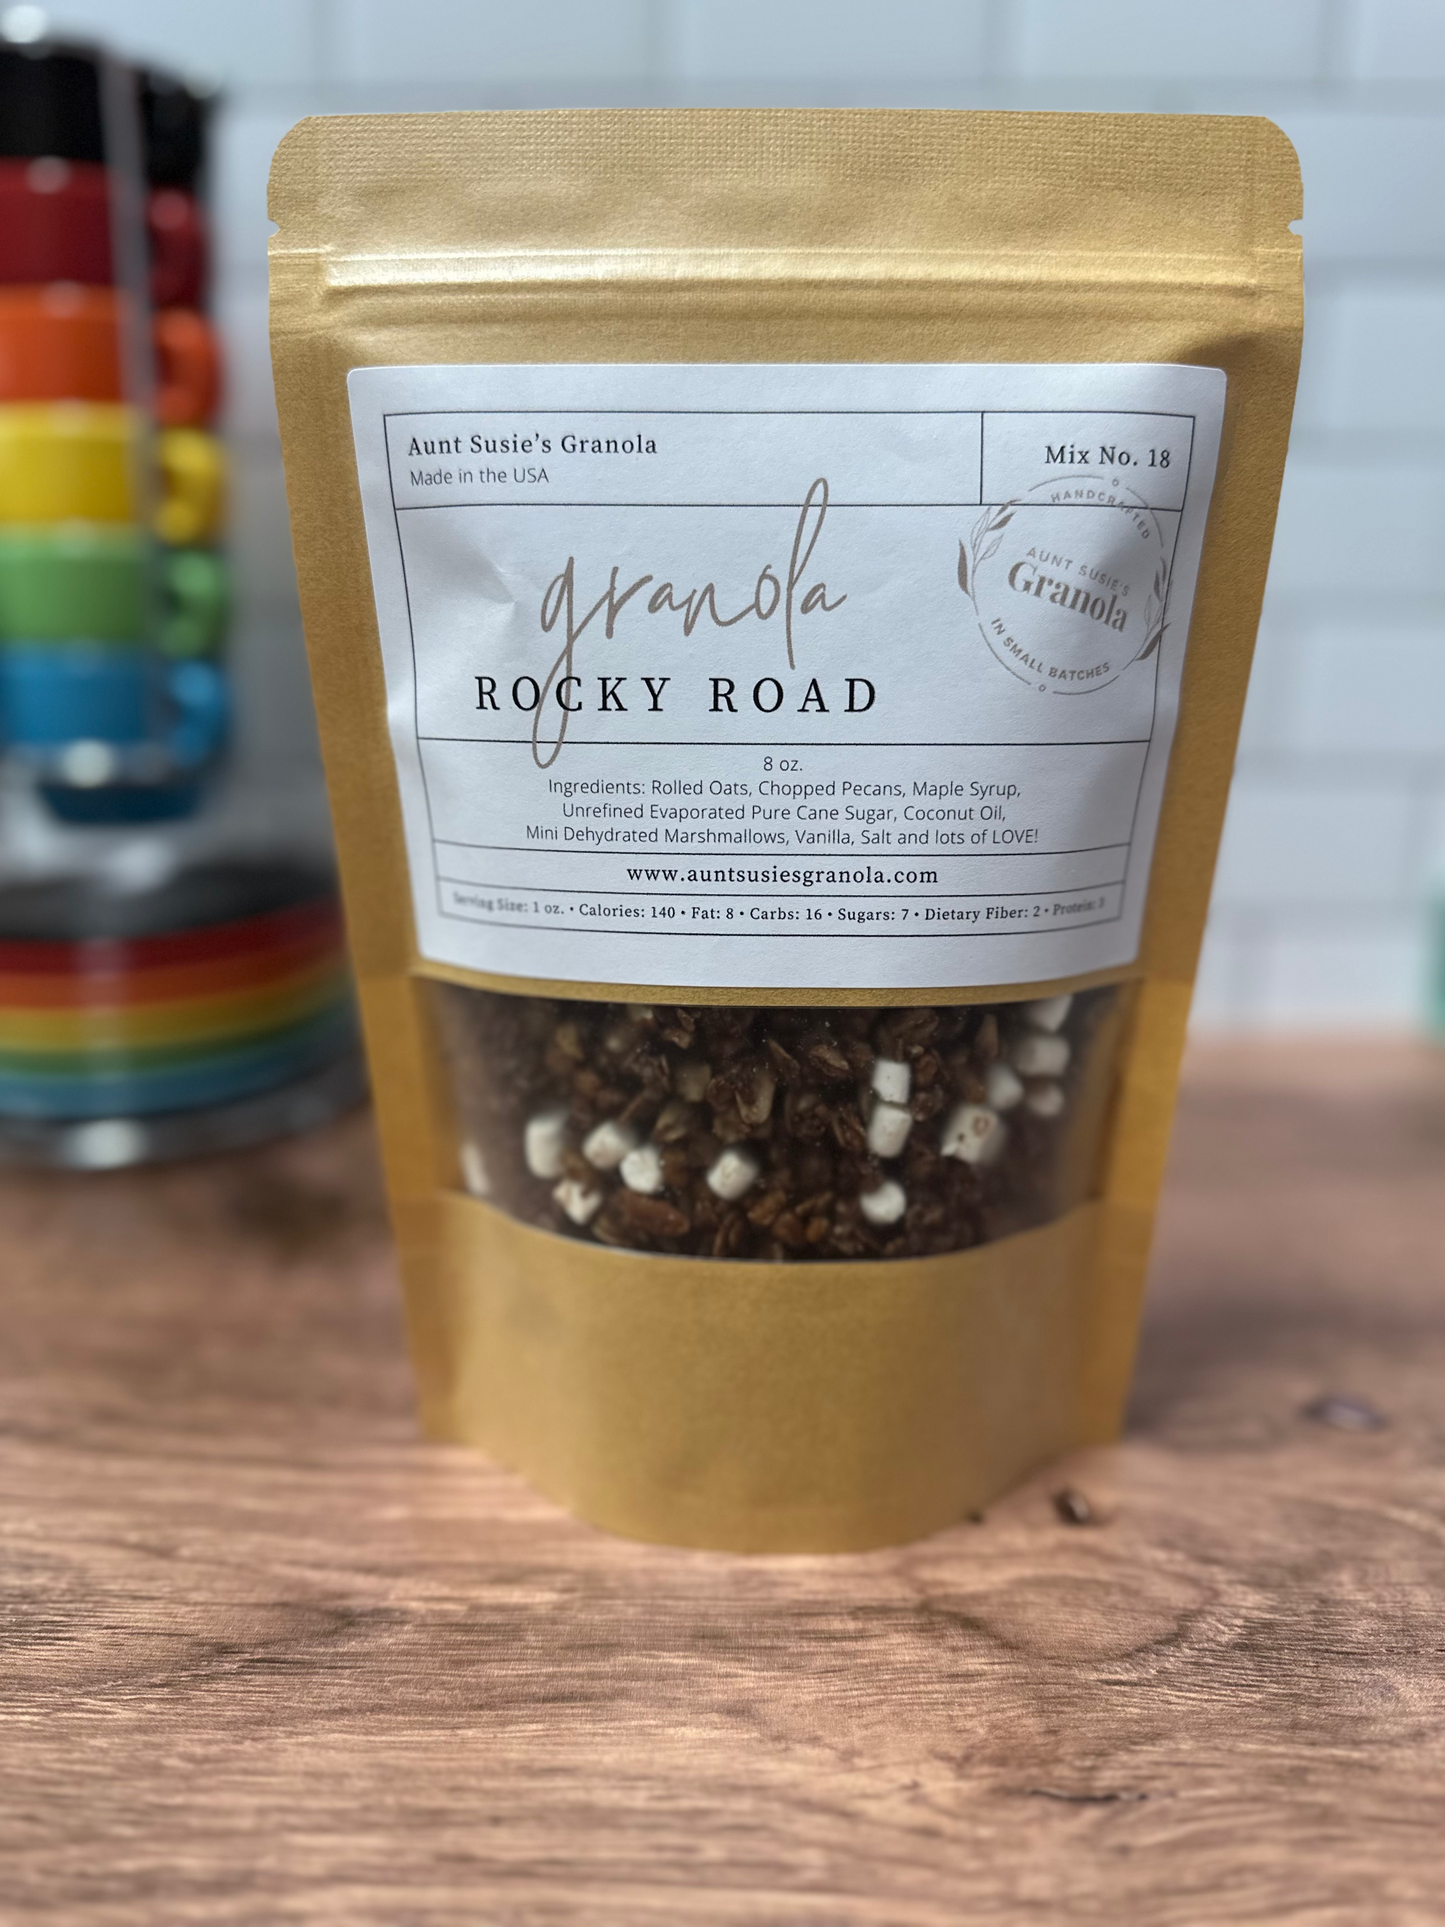 Aunt Susie's Granola
Made in the USA
Mix No. 18
HANDCRAFTED
AUNT SUSIE'S
Granola
IN SMALL BATCHES
granola
ROCKY ROAD
8 oz.
Ingredients: Rolled Oats, Chopped Pecans, Maple Syrup,
Unrefined Evaporated Pure Cane Sugar, Coconut Oil,
Mini Dehydrated Marshmallows, Vanilla, Salt and lots of LOVE!
www.auntsusiesgranola.com
Serving Size: 1 oz. • Calories: 140 • Fat: 8 • Carbs: 16 • Sugars: 7 • Dietary Fiber: 2 • Protein: